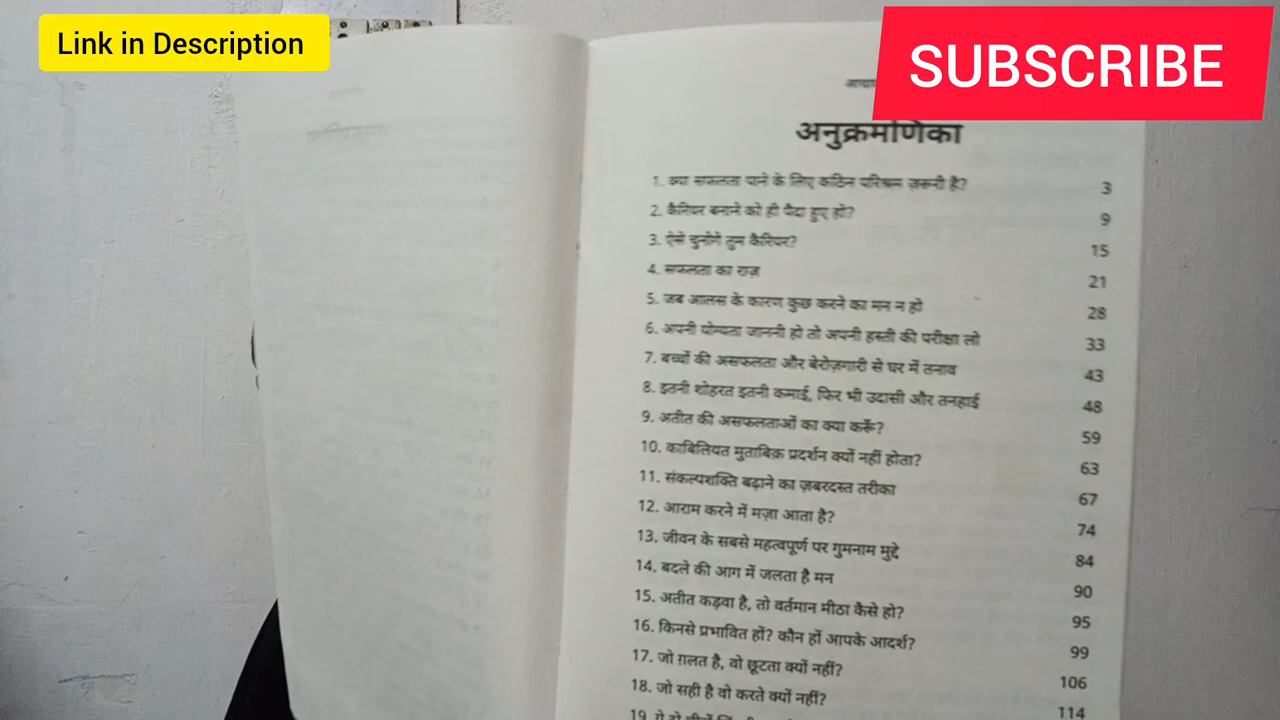 Link in Description
SUBSCRIBE
अनुक्रमणिका
1. क्या सफलता पाने के लिए कठिन परिश्रम ज़रूरी है? 3
2. कैरियर बनाने को ही पैदा हुए हो? 9
3. ऐसे चुनोगे तुम कैरियर? 15
4. सफलता का राज़ 21
5. जब आलस के कारण कुछ करने का मन न हो 28
6. अपनी योग्यता जाननी हो तो अपनी हस्ती की परीक्षा लो 33
7. बच्चों की असफलता और बेरोज़गारी से घर में तनाव 43
8. इतनी शोहरत इतनी कमाई, फिर भी उदासी और तनहाई 48
9. अतीत की असफलताओं का क्या करूँ? 59
10. काबिलियत मुताबिक़ प्रदर्शन क्यों नहीं होता? 63
11. संकल्पशक्ति बढ़ाने का ज़बरदस्त तरीका 67
12. आराम करने में मज़ा आता है? 74
13. जीवन के सबसे महत्वपूर्ण पर गुमनाम मुद्दे 84
14. बदले की आग में जलता है मन 90
15. अतीत कड़वा है, तो वर्तमान मीठा कैसे हो? 95
16. किनसे प्रभावित हों? कौन हों आपके आदर्श? 99
17. जो ग़लत है, वो छूटता क्यों नहीं? 106
18. जो सही है वो करते क्यों नहीं? 114
19.